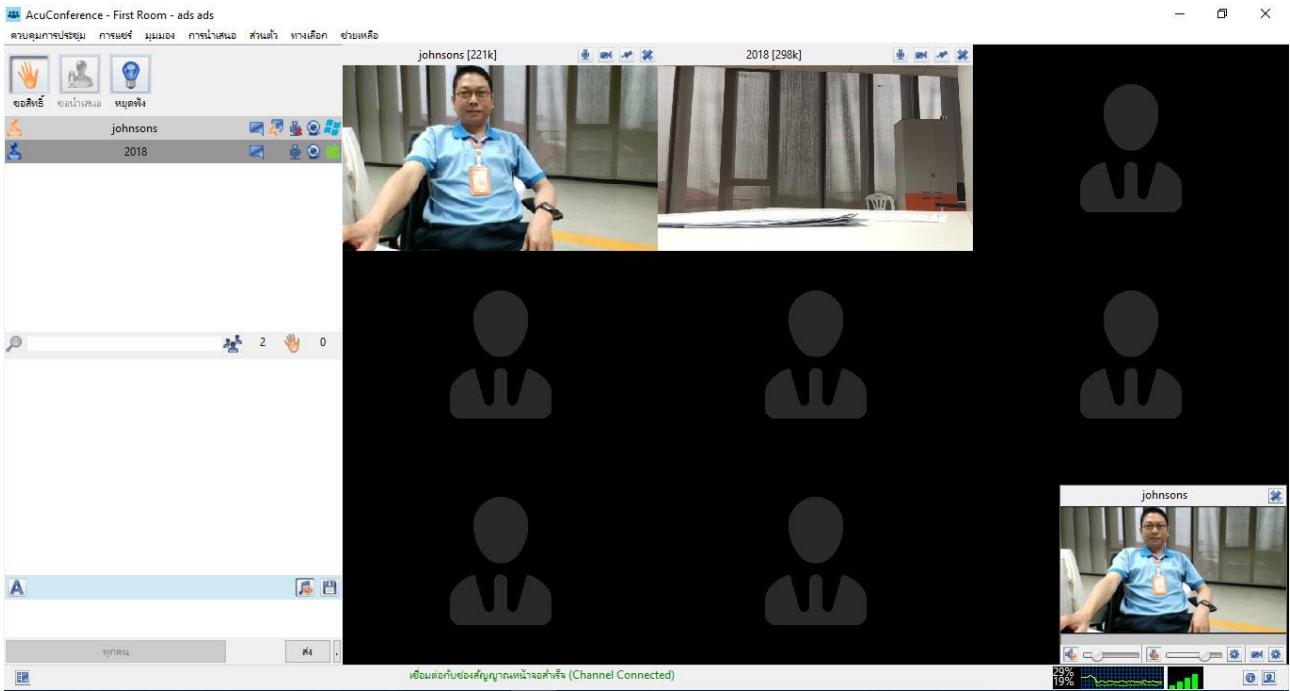 AcuConference - First Room - ads ads
ควบคุมการประชุม การแชร์ มุมมอง การนำเสนอ ส่วนตัว ทางเลือก ช่วยเหลือ
ขอสิทธิ์ ขอนำเสนอ หยุดฟัง
johnsons
2018
2 0
A
ทุกคน ส่ง
johnsons [221k]
2018 [298k]
johnsons
เชื่อมต่อกับช่องสัญญาณหน้าจอสำเร็จ (Channel Connected)
29%
19%